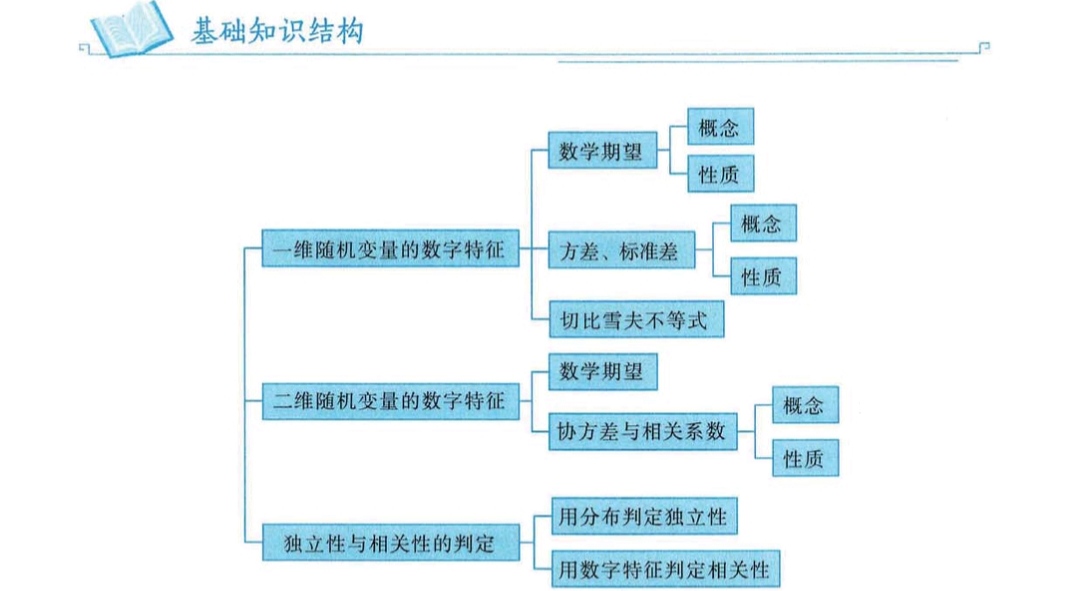 基础知识结构
概念
数学期望
性质
概念
一维随机变量的数字特征
方差、标准差
性质
切比雪夫不等式
数学期望
二维随机变量的数字特征
概念
协方差与相关系数
性质
用分布判定独立性
独立性与相关性的判定
用数字特征判定相关性